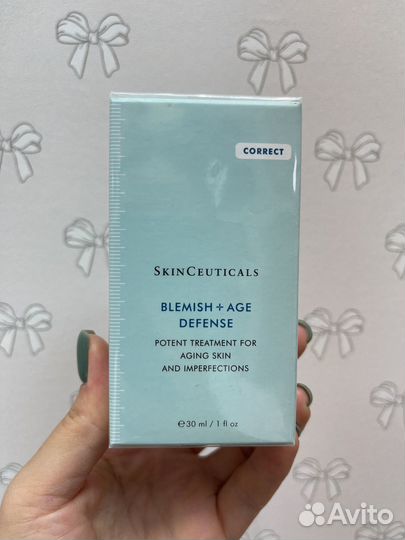 CORRECT
SKINCEUTICALS
BLEMISH + AGE
DEFENSE
POTENT TREATMENT FOR
AGING SKIN
AND IMPERFECTIONS
℮30 ml / 1 fl oz
Avito